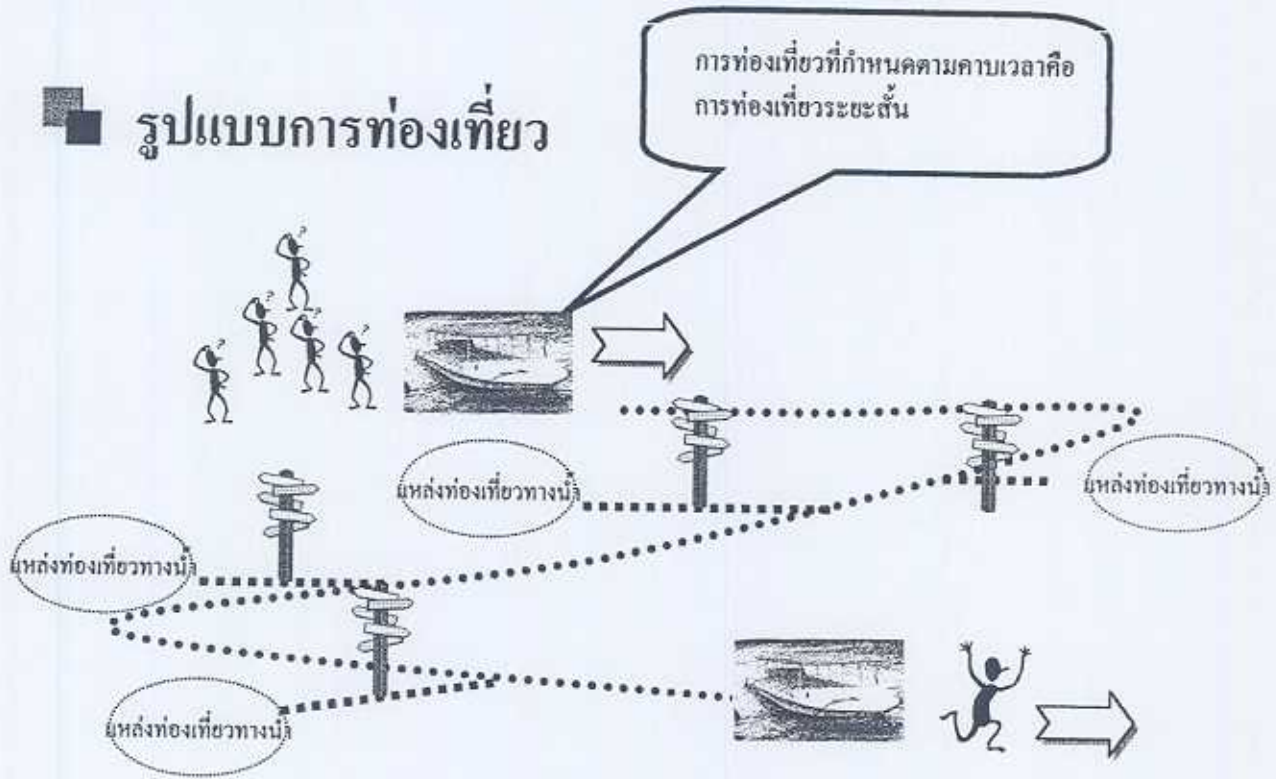 การท่องเที่ยวที่กำหนดตามคาบเวลาคือ
การท่องเที่ยวระยะสั้น
รูปแบบการท่องเที่ยว
? ? ? ? ?
แหล่งท่องเที่ยวทางน้ำ
แหล่งท่องเที่ยวทางน้ำ
แหล่งท่องเที่ยวทางน้ำ
แหล่งท่องเที่ยวทางน้ำ